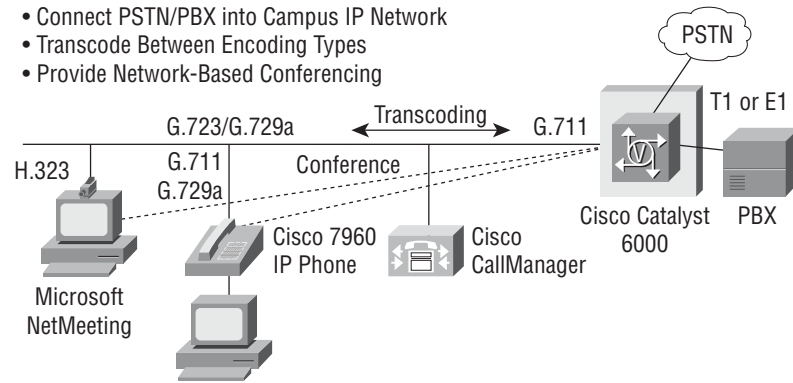 • Connect PSTN/PBX into Campus IP Network
• Transcode Between Encoding Types
• Provide Network-Based Conferencing
PSTN
T1 or E1
G.723/G.729a
Transcoding
G.711
H.323
G.711
G.729a
Conference
V
Cisco 7960
IP Phone
Cisco
CallManager
Cisco Catalyst
6000
PBX
Microsoft
NetMeeting